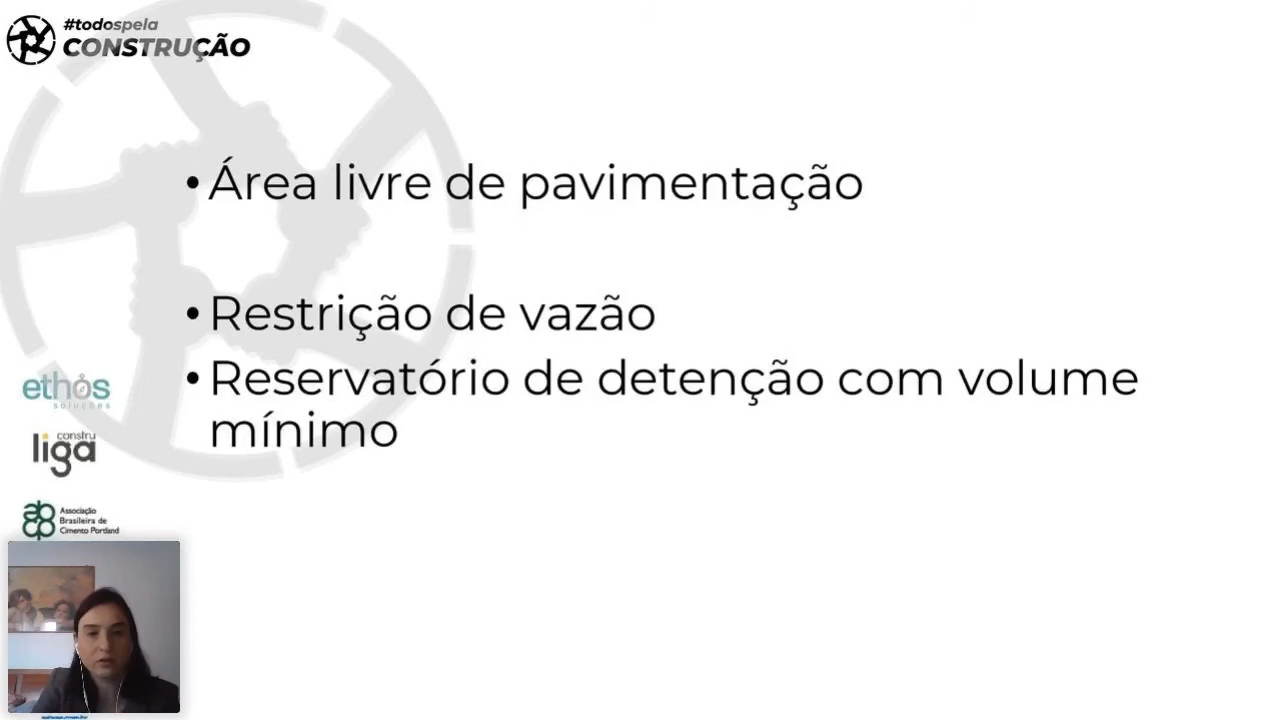 #todospela
CONSTRUÇÃO
• Área livre de pavimentação
• Restrição de vazão
• Reservatório de detenção com volume
mínimo
ethos
soluções
constru
liga
abcp
Associação
Brasileira de
Cimento Portland